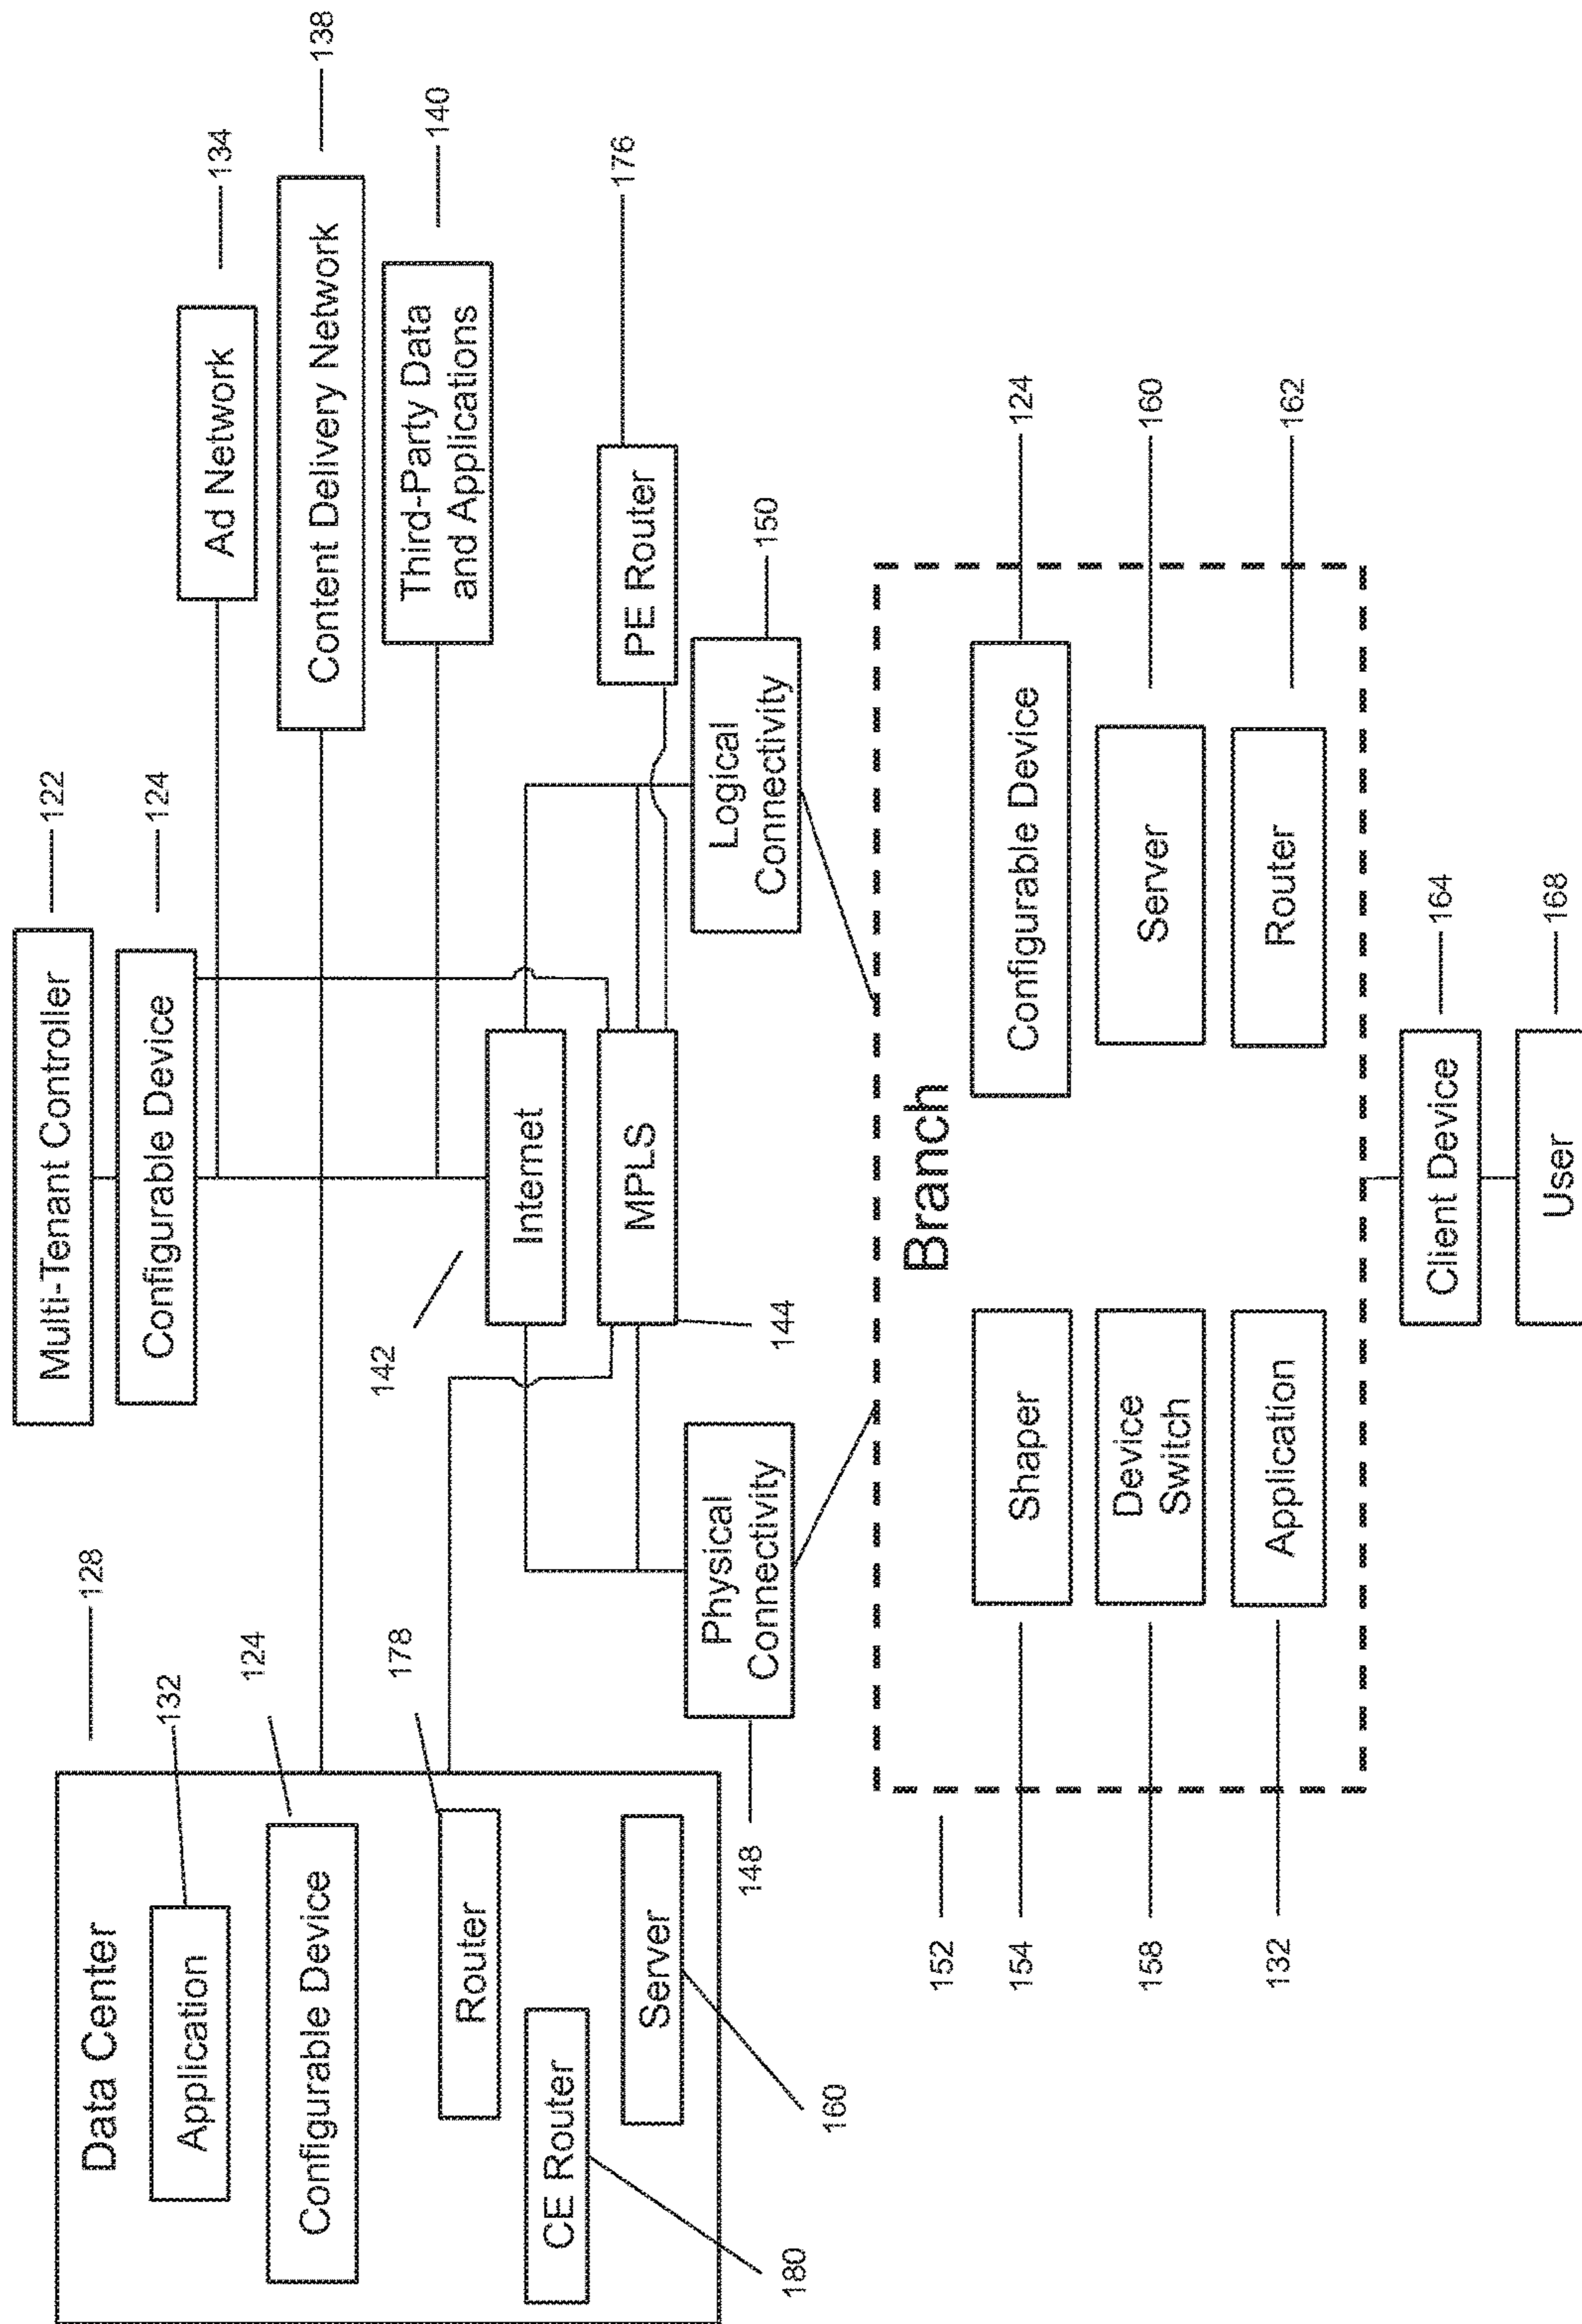 Multi-Tenant Controller
122
Configurable Device
124
Ad Network
134
Content Delivery Network
138
Third-Party Data
and Applications
140
Data Center
128
Application
132
Configurable Device
124
Router
178
CE Router
180
Server
160
Internet
142
MPLS
144
PE Router
176
Physical
Connectivity
148
Logical
Connectivity
150
Branch
152
Shaper
154
Configurable Device
124
Device
Switch
158
Server
160
Application
132
Router
162
Client Device
164
User
168